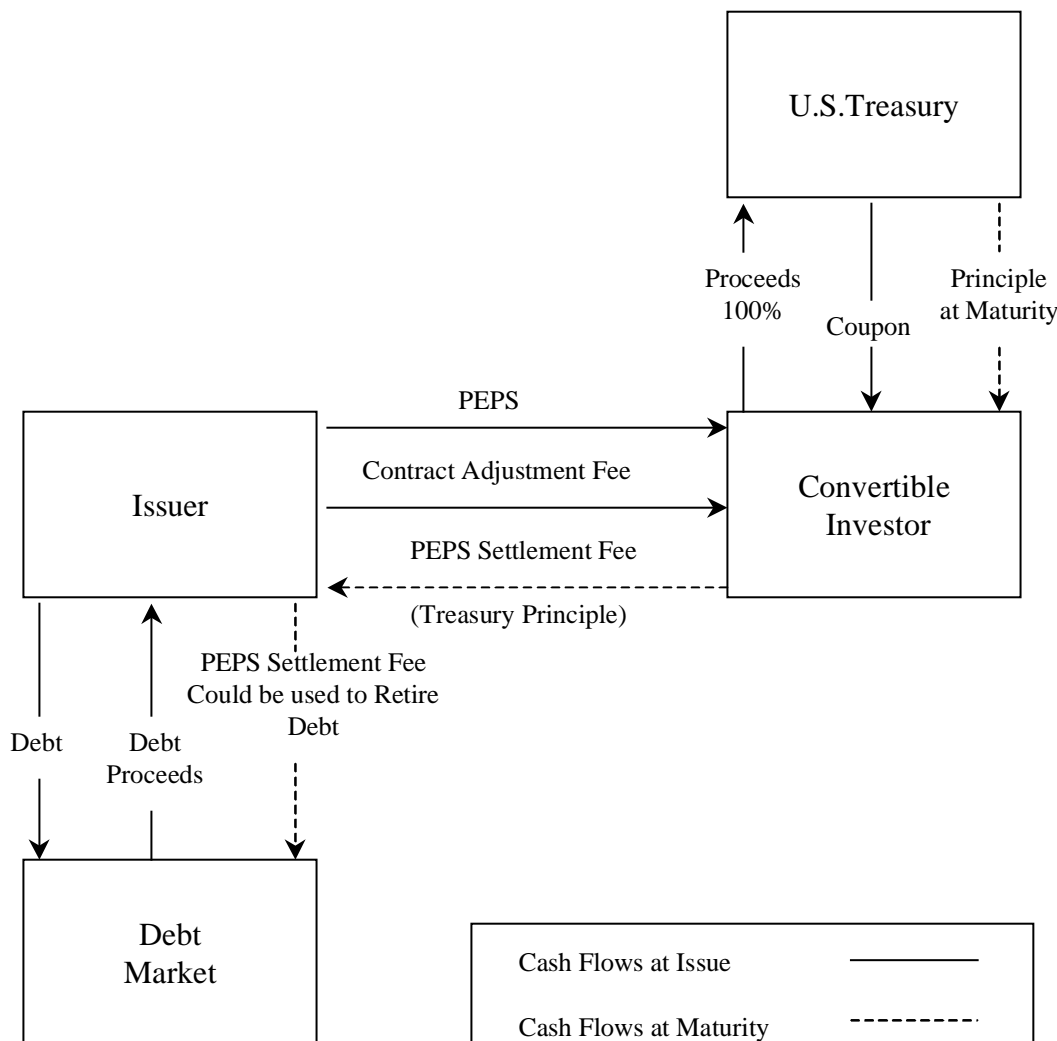 U.S.Treasury
Proceeds
100%
Coupon
Principle
at Maturity
PEPS
Contract Adjustment Fee
Issuer
Convertible
Investor
PEPS Settlement Fee
(Treasury Principle)
PEPS Settlement Fee
Could be used to Retire
Debt
Debt
Debt
Proceeds
Debt
Market
Cash Flows at Issue
Cash Flows at Maturity